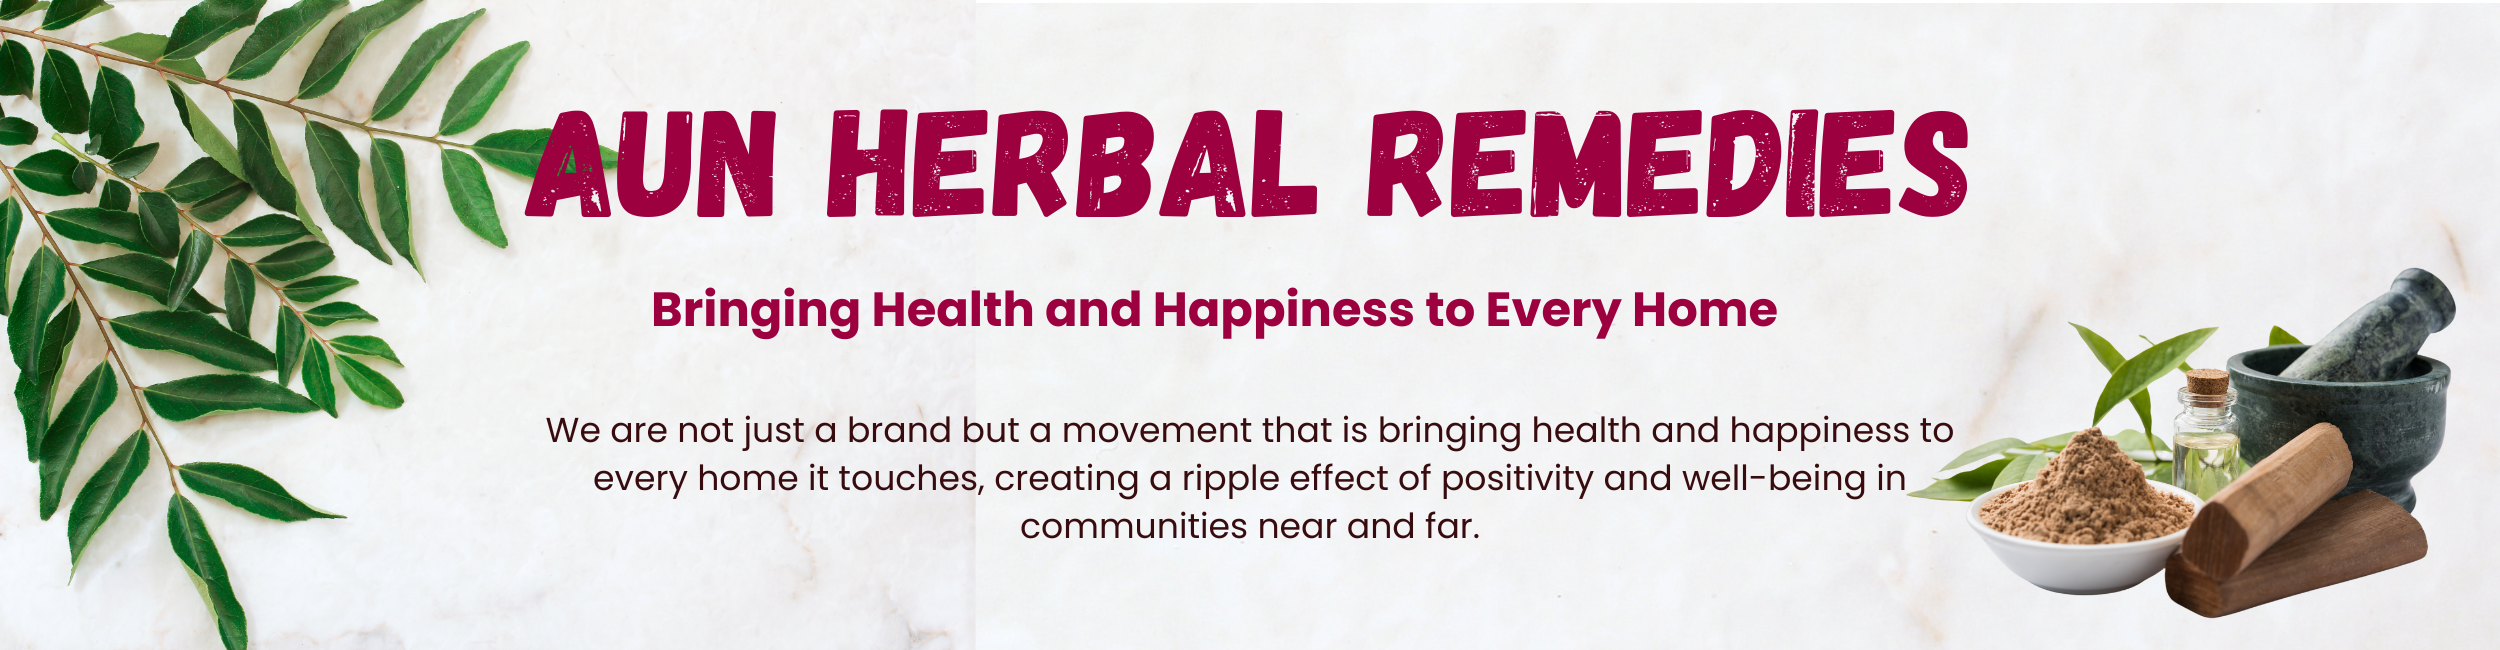 AUN HERBAL REMEDIES
Bringing Health and Happiness to Every Home
We are not just a brand but a movement that is bringing health and happiness to
every home it touches, creating a ripple effect of positivity and well-being in
communities near and far.